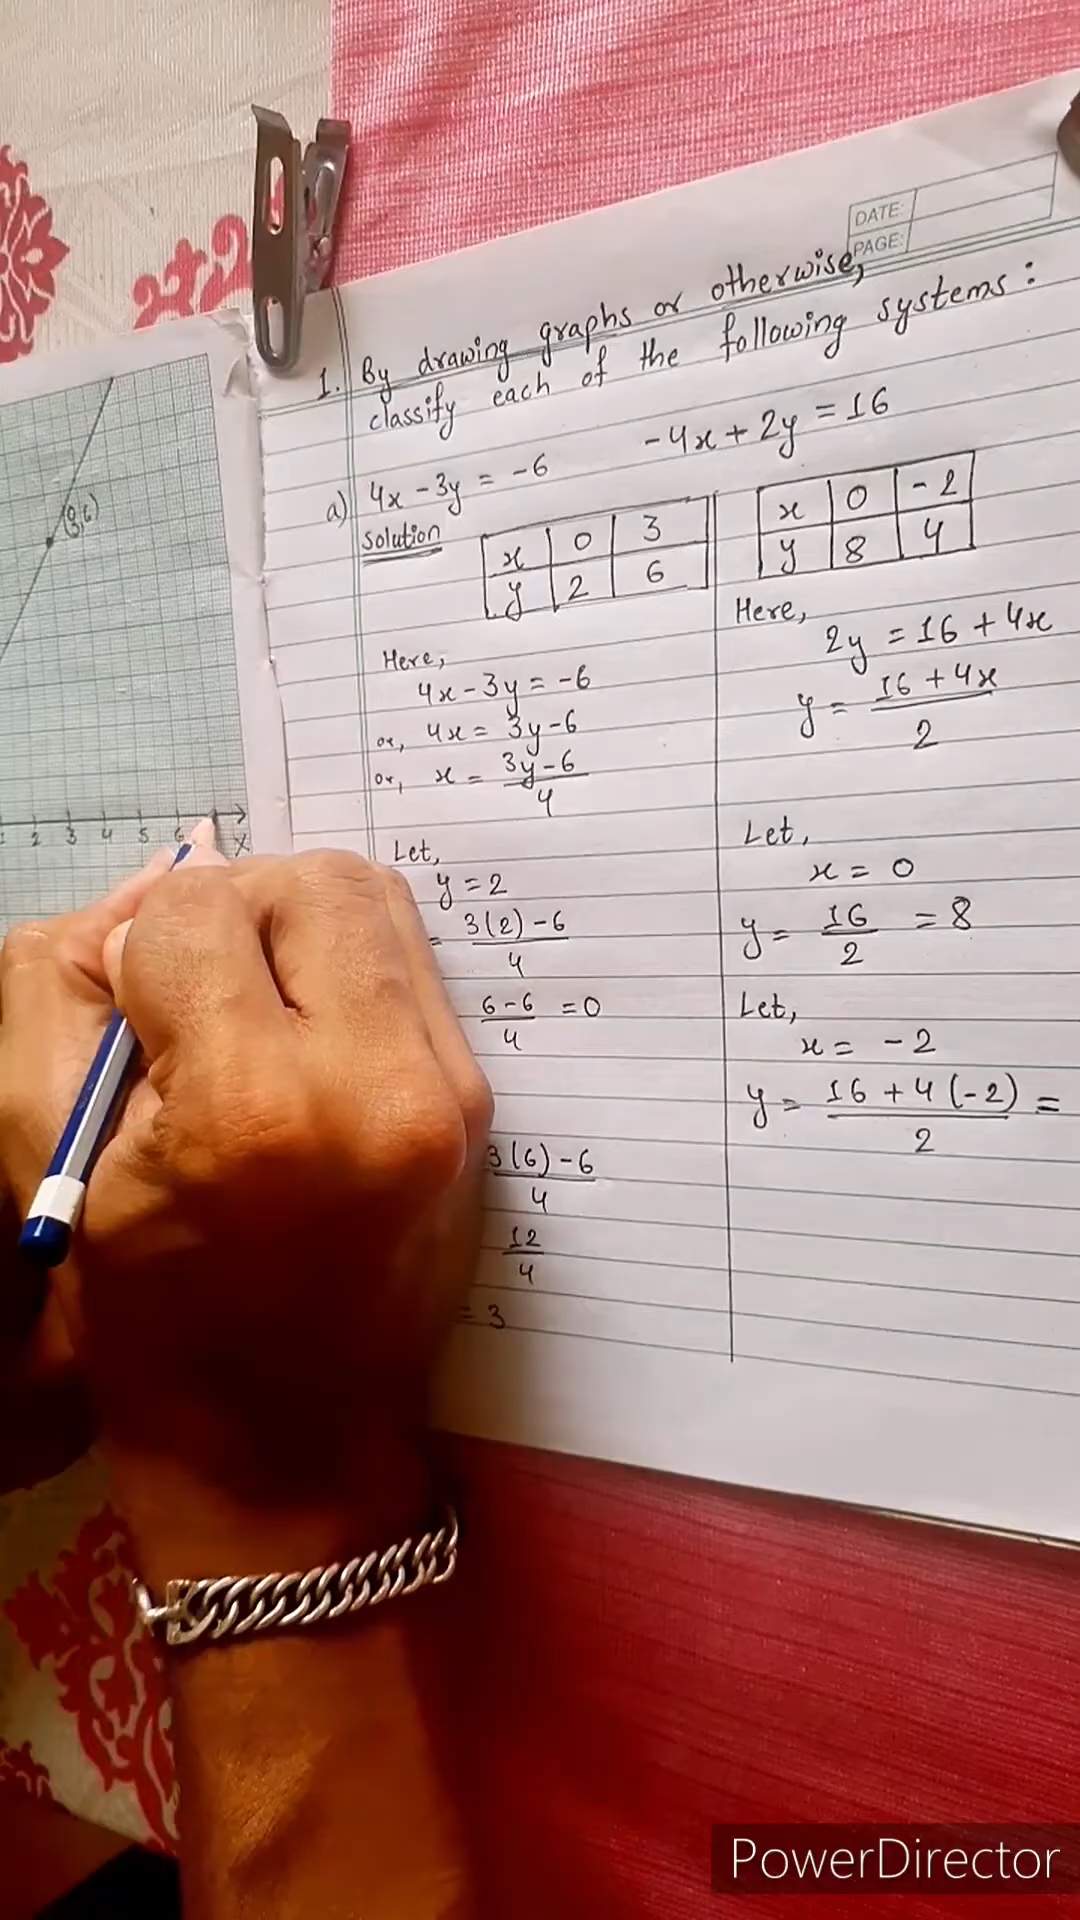 DATE:
PAGE:
1. By drawing graphs or otherwise,
classify each of the following systems:
a) 4x - 3y = -6    -4x + 2y = 16
Solution
x | 0 | 3
y | 2 | 6
x | 0 | -2
y | 8 | 4
Here,
4x - 3y = -6
or, 4x = 3y - 6
or, x = 3y - 6
4
Let,
y = 2
= 3(2) - 6
4
6 - 6 = 0
4
3(6) - 6
4
12
4
= 3
Here,
2y = 16 + 4x
y = 16 + 4x
2
Let,
x = 0
y = 16 = 8
2
Let,
x = -2
y = 16 + 4(-2) =
2
(3,6)
2 3 4 5 6
X
PowerDirector